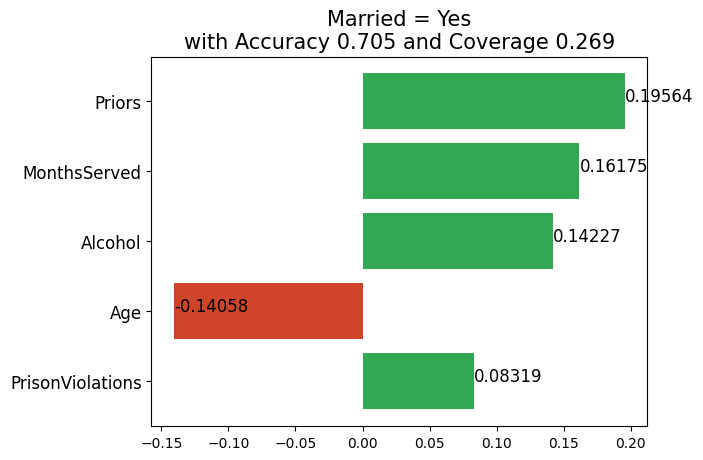 Married = Yes
with Accuracy 0.705 and Coverage 0.269
Priors
0.19564
MonthsServed
0.16175
Alcohol
0.14227
Age
-0.14058
PrisonViolations
0.08319
−0.15 −0.10 −0.05 0.00 0.05 0.10 0.15 0.20